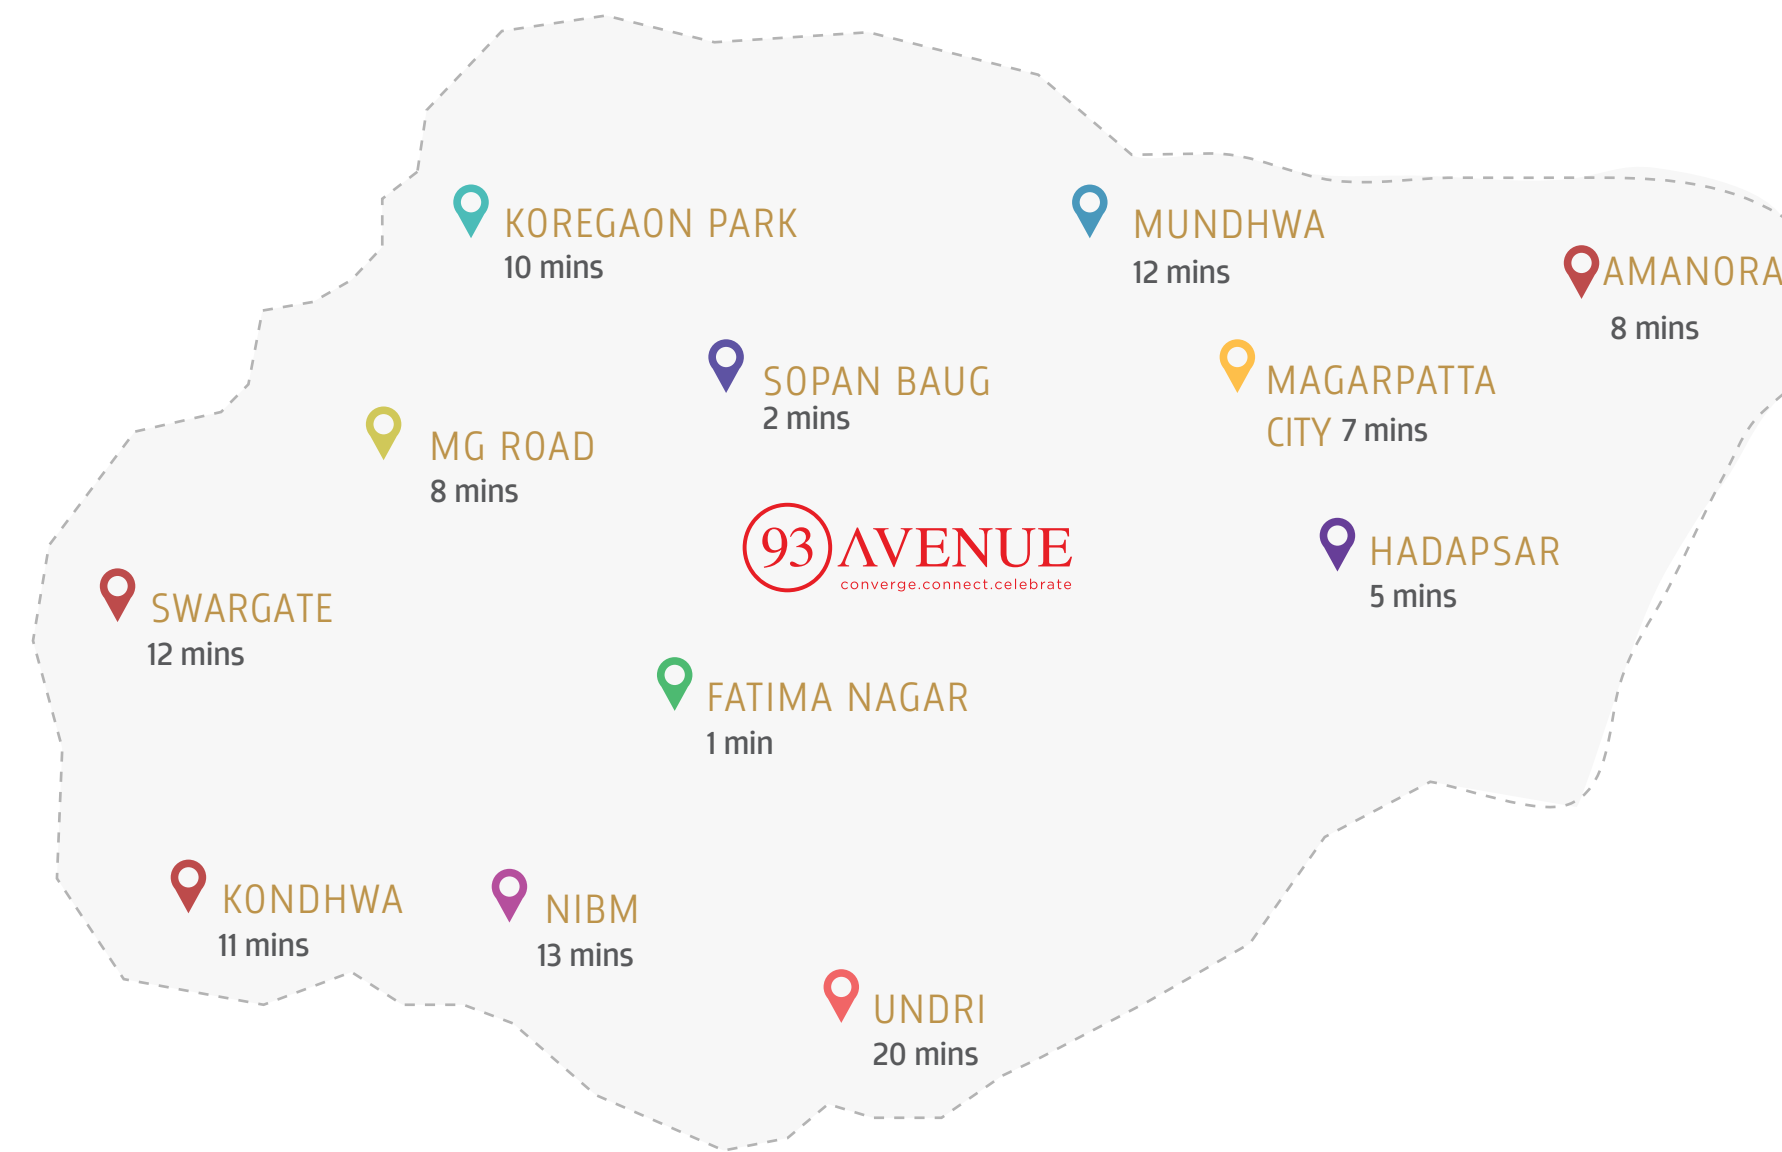 KOREGAON PARK
10 mins
MUNDHWA
12 mins
AMANORA
8 mins
SOPAN BAUG
2 mins
MAGARPATTA
CITY 7 mins
MG ROAD
8 mins
93 AVENUE
converge.connect.celebrate
HADAPSAR
5 mins
SWARGATE
12 mins
FATIMA NAGAR
1 min
KONDHWA
11 mins
NIBM
13 mins
UNDRI
20 mins